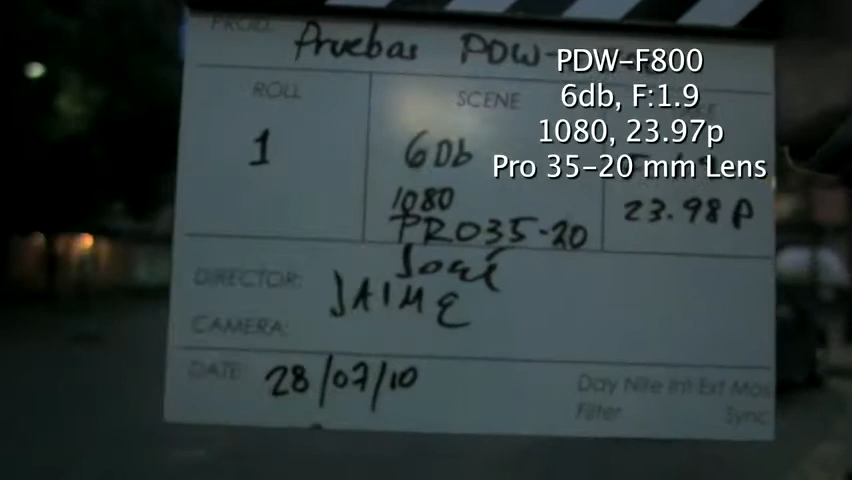 PROD.
Pruebas PDW-
PDW-F800
6db, F:1.9
1080, 23.97p
Pro 35-20 mm Lens
ROLL
SCENE
1
6Db
1080
PRO35-20
23.98 P
DIRECTOR:
José
JAIME
CAMERA:
DATE
28/07/10
Day Nite Int Ext Mos
Filter
Sync